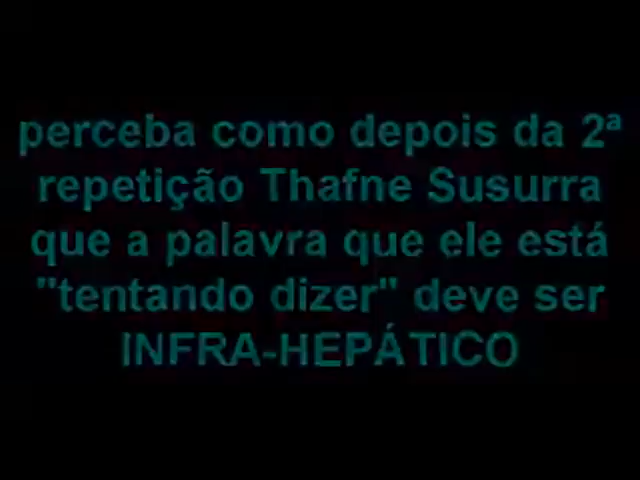 perceba como depois da 2ª
repetição Thafne Susurra
que a palavra que ele está
"tentando dizer" deve ser
INFRA-HEPÁTICO